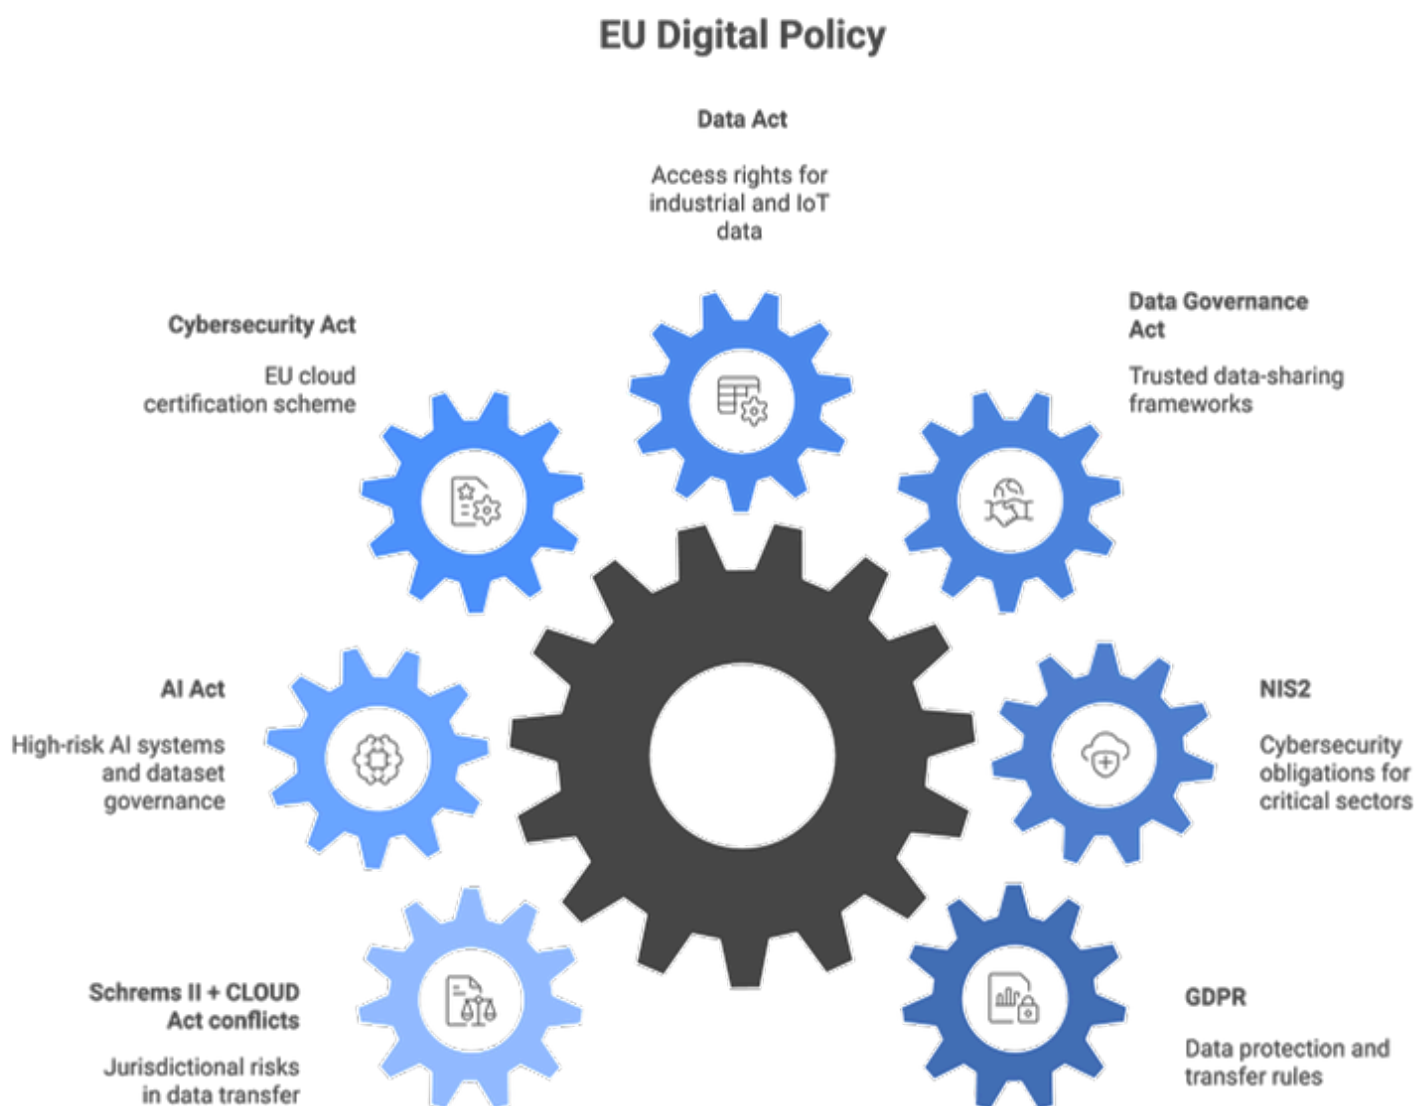 EU Digital Policy
Data Act
Access rights for
industrial and IoT
data
Cybersecurity Act
EU cloud
certification scheme
Data Governance
Act
Trusted data-sharing
frameworks
AI Act
High-risk AI systems
and dataset
governance
NIS2
Cybersecurity
obligations for
critical sectors
Schrems II + CLOUD
Act conflicts
Jurisdictional risks
in data transfer
GDPR
Data protection and
transfer rules